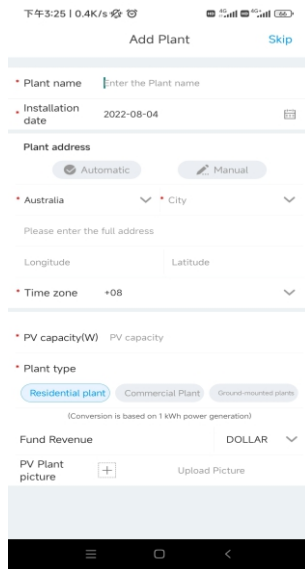 下午3:25 | 0.4K/s
4G 4G+ 66
Add Plant
Skip
* Plant name Enter the Plant name
* Installation date 2022-08-04
Plant address
Automatic Manual
* Australia * City
Please enter the full address
Longitude Latitude
* Time zone +08
* PV capacity(W) PV capacity
* Plant type
Residential plant Commercial Plant Ground-mounted plants
(Conversion is based on 1 kWh power generation)
Fund Revenue DOLLAR
PV Plant picture + Upload Picture